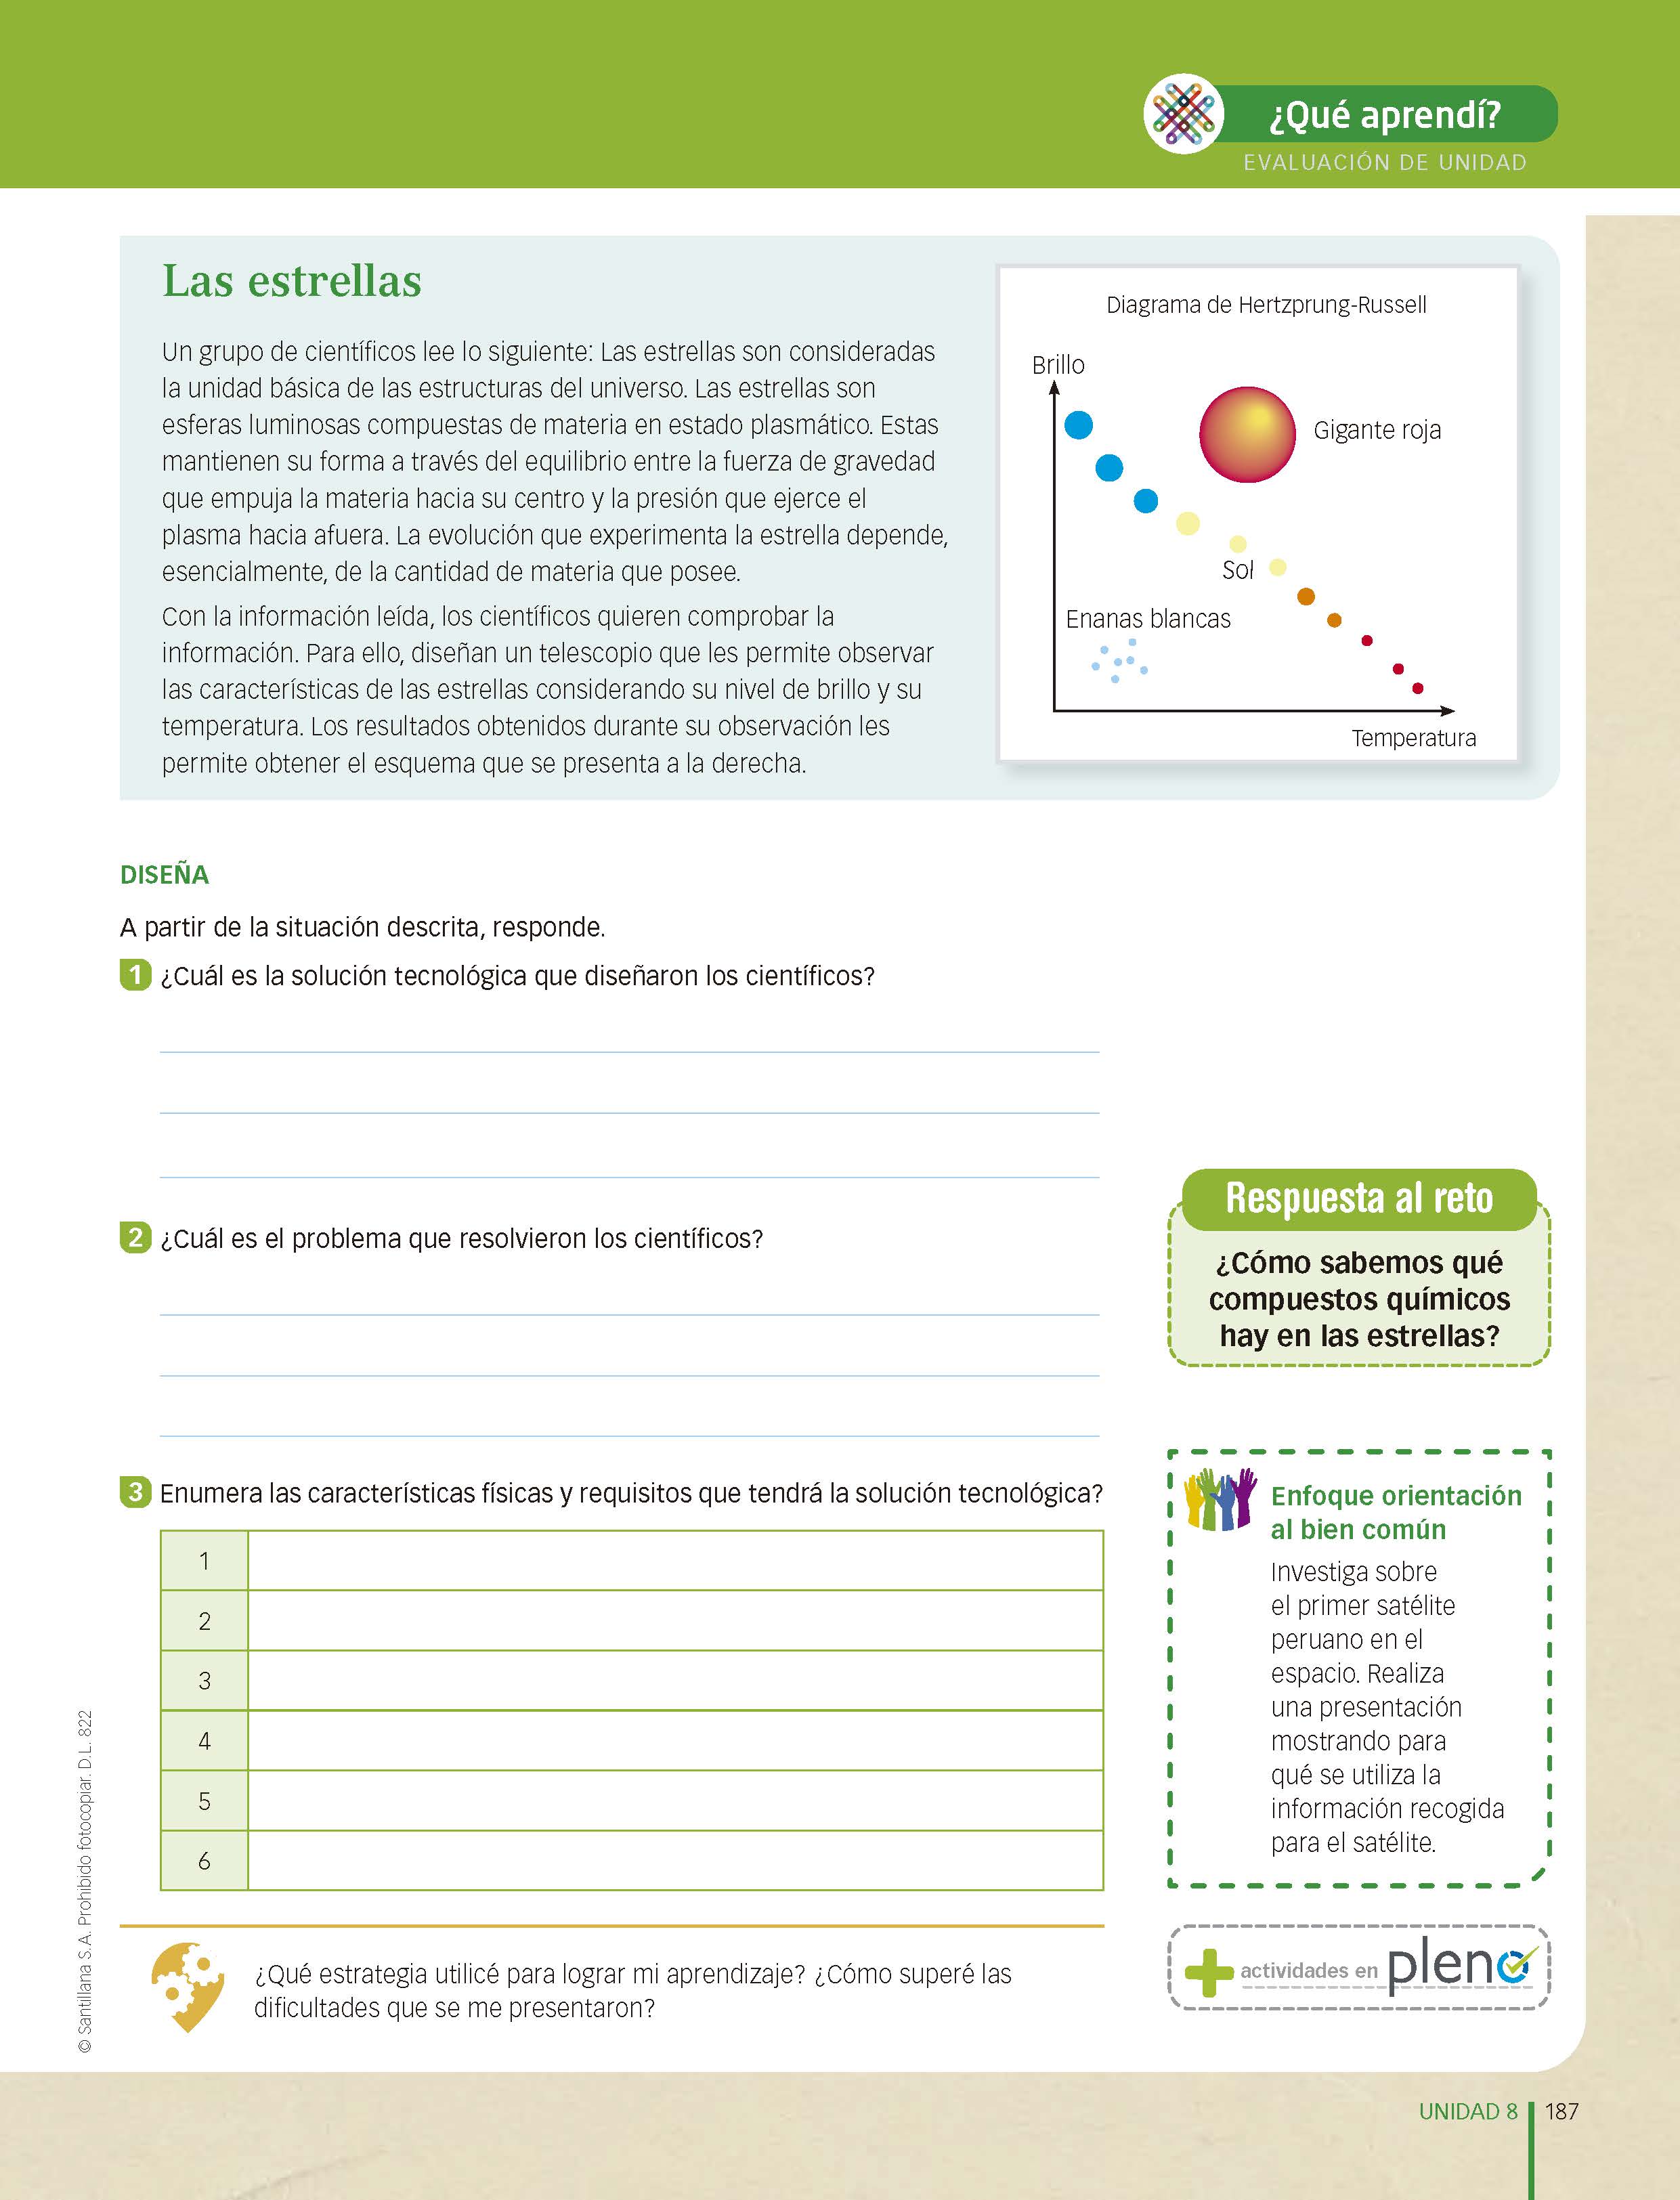 ¿Qué aprendí?
EVALUACIÓN DE UNIDAD
Las estrellas
Un grupo de científicos lee lo siguiente: Las estrellas son consideradas
la unidad básica de las estructuras del universo. Las estrellas son
esferas luminosas compuestas de materia en estado plasmático. Estas
mantienen su forma a través del equilibrio entre la fuerza de gravedad
que empuja la materia hacia su centro y la presión que ejerce el
plasma hacia afuera. La evolución que experimenta la estrella depende,
esencialmente, de la cantidad de materia que posee.
Con la información leída, los científicos quieren comprobar la
información. Para ello, diseñan un telescopio que les permite observar
las características de las estrellas considerando su nivel de brillo y su
temperatura. Los resultados obtenidos durante su observación les
permite obtener el esquema que se presenta a la derecha.
Diagrama de Hertzprung-Russell
Brillo
Gigante roja
Sol
Enanas blancas
Temperatura
DISEÑA
A partir de la situación descrita, responde.
1 ¿Cuál es la solución tecnológica que diseñaron los científicos?
2 ¿Cuál es el problema que resolvieron los científicos?
3 Enumera las características físicas y requisitos que tendrá la solución tecnológica?
1
2
3
4
5
6
¿Qué estrategia utilicé para lograr mi aprendizaje? ¿Cómo superé las
dificultades que se me presentaron?
Respuesta al reto
¿Cómo sabemos qué
compuestos químicos
hay en las estrellas?
Enfoque orientación
al bien común
Investiga sobre
el primer satélite
peruano en el
espacio. Realiza
una presentación
mostrando para
qué se utiliza la
información recogida
para el satélite.
actividades en pleno
© Santillana S.A. Prohibido fotocopiar. D.L. 822
UNIDAD 8 187